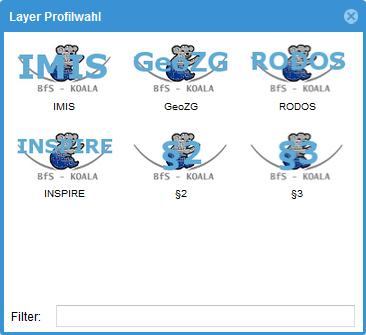 Layer Profilwahl
IMIS GeoZG RODOS
BfS - KOALA BfS - KOALA BfS - KOALA
IMIS GeoZG RODOS
INSPIRE §2 §3
BfS - KOALA BfS - KOALA BfS - KOALA
INSPIRE §2 §3
Filter: